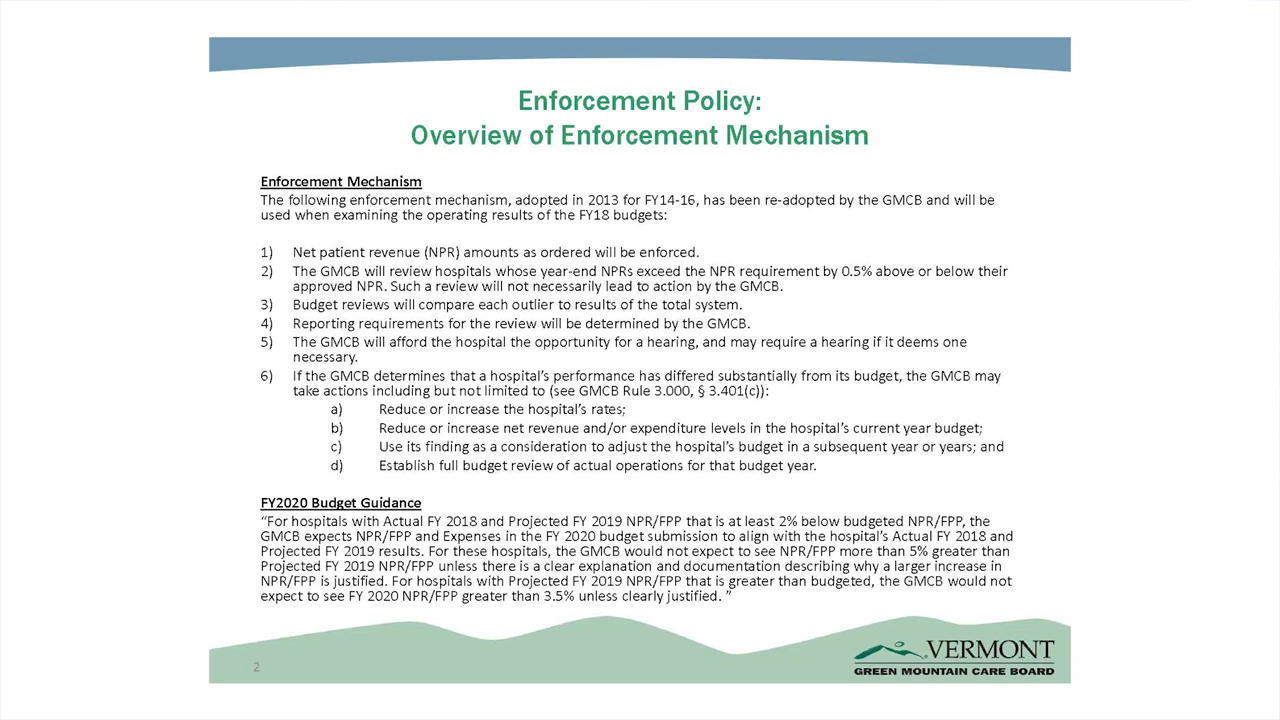 Enforcement Policy:
Overview of Enforcement Mechanism
Enforcement Mechanism
The following enforcement mechanism, adopted in 2013 for FY14-16, has been re-adopted by the GMCB and will be
used when examining the operating results of the FY18 budgets:
1) Net patient revenue (NPR) amounts as ordered will be enforced.
2) The GMCB will review hospitals whose year-end NPRs exceed the NPR requirement by 0.5% above or below their
approved NPR. Such a review will not necessarily lead to action by the GMCB.
3) Budget reviews will compare each outlier to results of the total system.
4) Reporting requirements for the review will be determined by the GMCB.
5) The GMCB will afford the hospital the opportunity for a hearing, and may require a hearing if it deems one
necessary.
6) If the GMCB determines that a hospital's performance has differed substantially from its budget, the GMCB may
take actions including but not limited to (see GMCB Rule 3.000, § 3.401(c)):
a) Reduce or increase the hospital's rates;
b) Reduce or increase net revenue and/or expenditure levels in the hospital's current year budget;
c) Use its finding as a consideration to adjust the hospital's budget in a subsequent year or years; and
d) Establish full budget review of actual operations for that budget year.
FY2020 Budget Guidance
"For hospitals with Actual FY 2018 and Projected FY 2019 NPR/FPP that is at least 2% below budgeted NPR/FPP, the
GMCB expects NPR/FPP and Expenses in the FY 2020 budget submission to align with the hospital's Actual FY 2018 and
Projected FY 2019 results. For these hospitals, the GMCB would not expect to see NPR/FPP more than 5% greater than
Projected FY 2019 NPR/FPP unless there is a clear explanation and documentation describing why a larger increase in
NPR/FPP is justified. For hospitals with Projected FY 2019 NPR/FPP that is greater than budgeted, the GMCB would not
expect to see FY 2020 NPR/FPP greater than 3.5% unless clearly justified. "
2
VERMONT
GREEN MOUNTAIN CARE BOARD